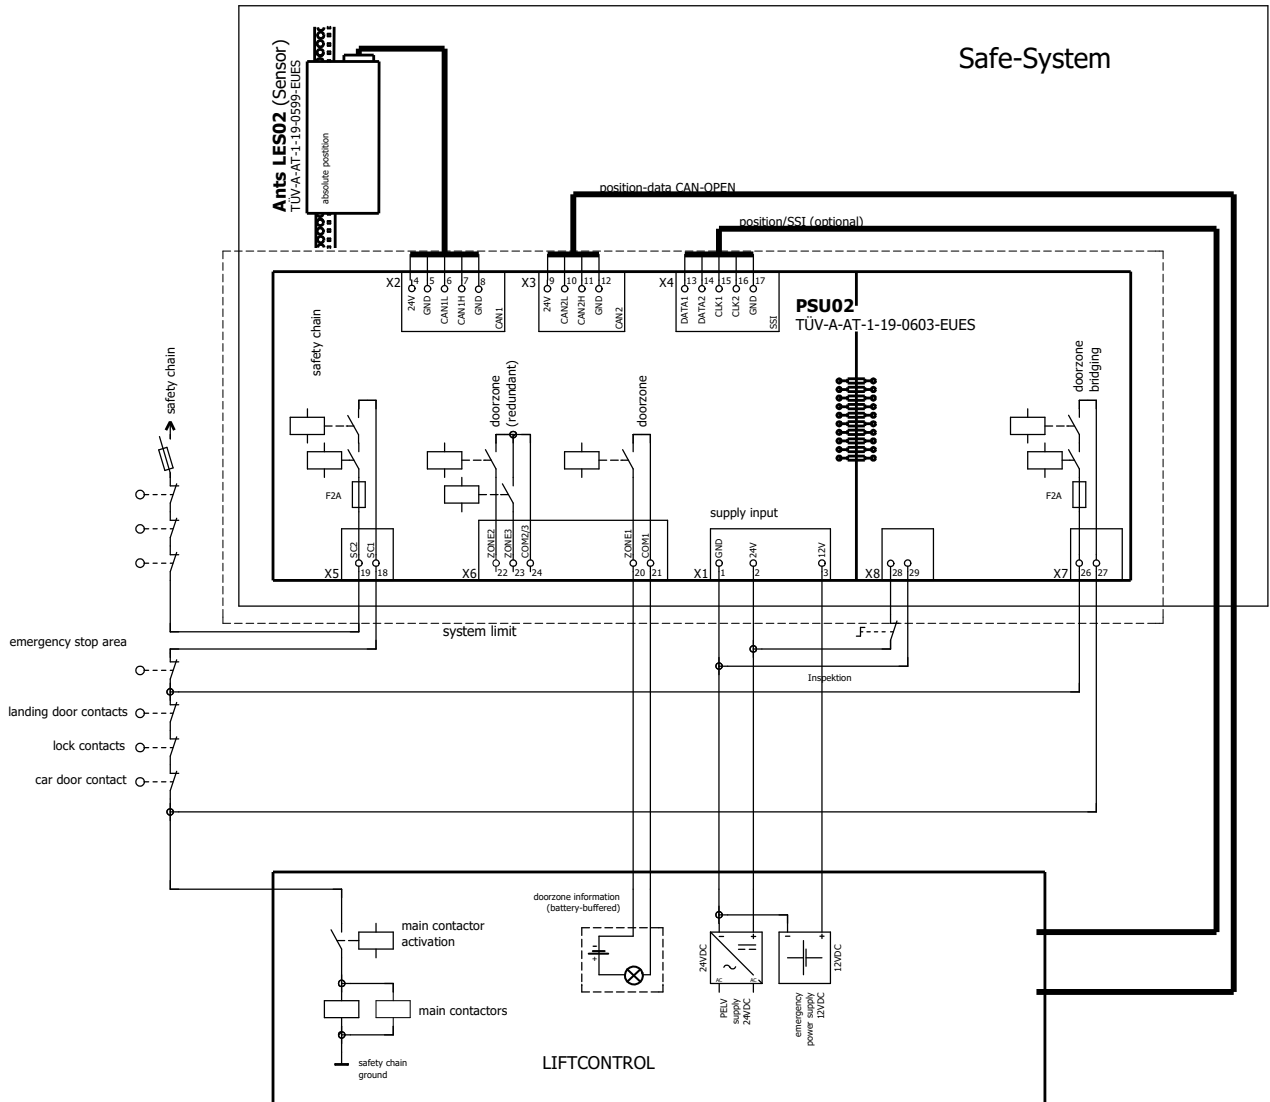 Safe-System
Ants LES02 (Sensor)
TÜV-A-AT-1-19-0599-EUES
absolute postition
position-data CAN-OPEN
position/SSI (optional)
X2
4
5
6
7
8
24V
GND
CAN1L
CAN1H
GND
CAN1
X3
9
10
11
12
24V
CAN2L
CAN2H
GND
CAN2
X4
13
14
15
16
17
DATA1
DATA2
CLK1
CLK2
GND
SSI
PSU02
TÜV-A-AT-1-19-0603-EUES
safety chain
safety chain
doorzone
(redundant)
doorzone
doorzone
bridging
F2A
F2A
supply input
SC2
SC1
X5
19
18
ZONE2
ZONE3
COM2/3
ZONE1
COM1
X6
22
23
24
20
21
GND
24V
12V
X1
1
2
3
X8
28
29
X7
26
27
system limit
emergency stop area
Inspektion
landing door contacts
lock contacts
car door contact
doorzone information
(battery-buffered)
main contactor
activation
24VDC
AC
AC
12VDC
PELV
supply
24VDC
emergency
power supply
12VDC
main contactors
safety chain
ground
LIFTCONTROL